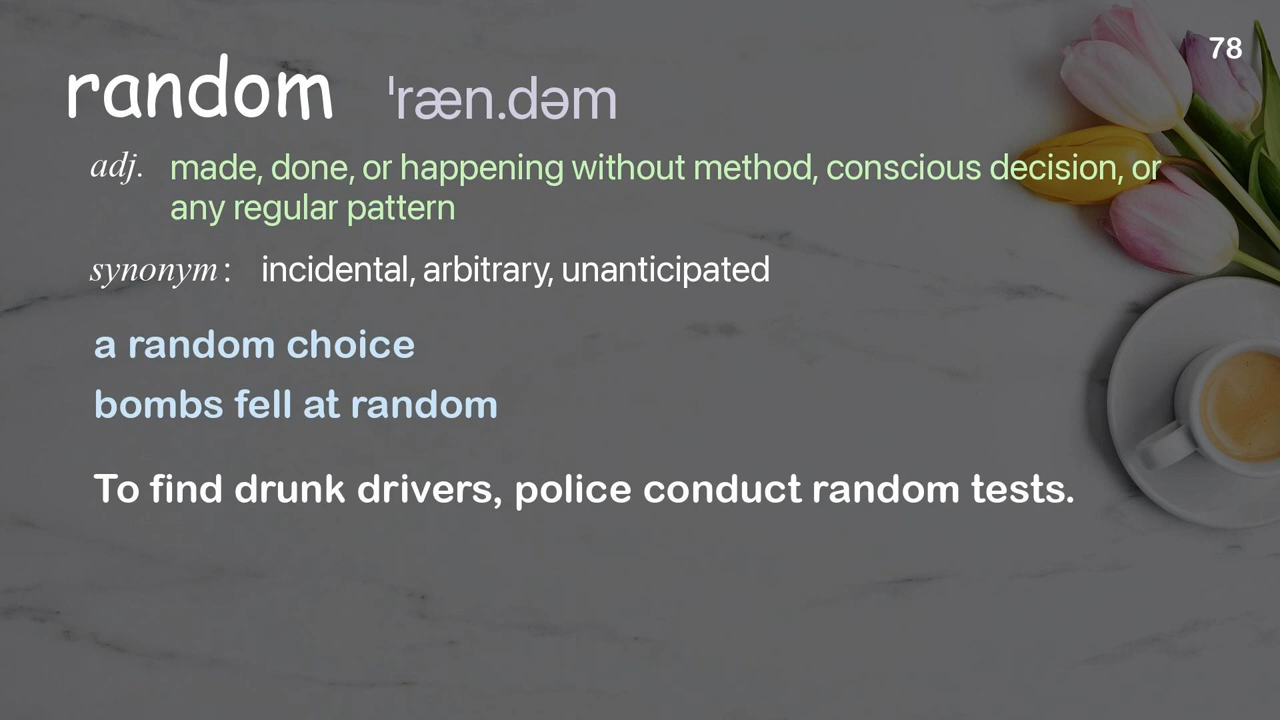 78
random ˈræn.dəm
adj. made, done, or happening without method, conscious decision, or
any regular pattern
synonym : incidental, arbitrary, unanticipated
a random choice
bombs fell at random
To find drunk drivers, police conduct random tests.